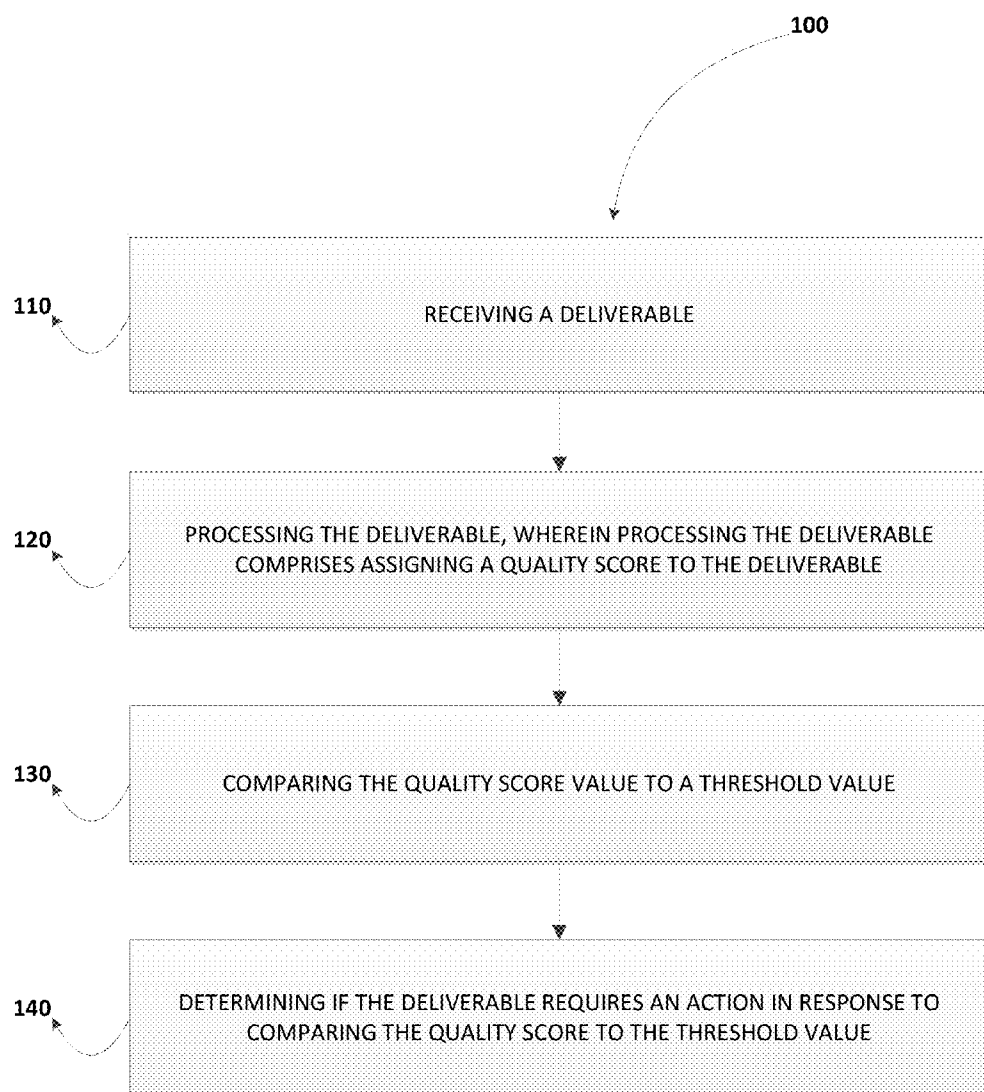 100
110
RECEIVING A DELIVERABLE
120
PROCESSING THE DELIVERABLE, WHEREIN PROCESSING THE DELIVERABLE
COMPRISES ASSIGNING A QUALITY SCORE TO THE DELIVERABLE
130
COMPARING THE QUALITY SCORE VALUE TO A THRESHOLD VALUE
140
DETERMINING IF THE DELIVERABLE REQUIRES AN ACTION IN RESPONSE TO
COMPARING THE QUALITY SCORE TO THE THRESHOLD VALUE